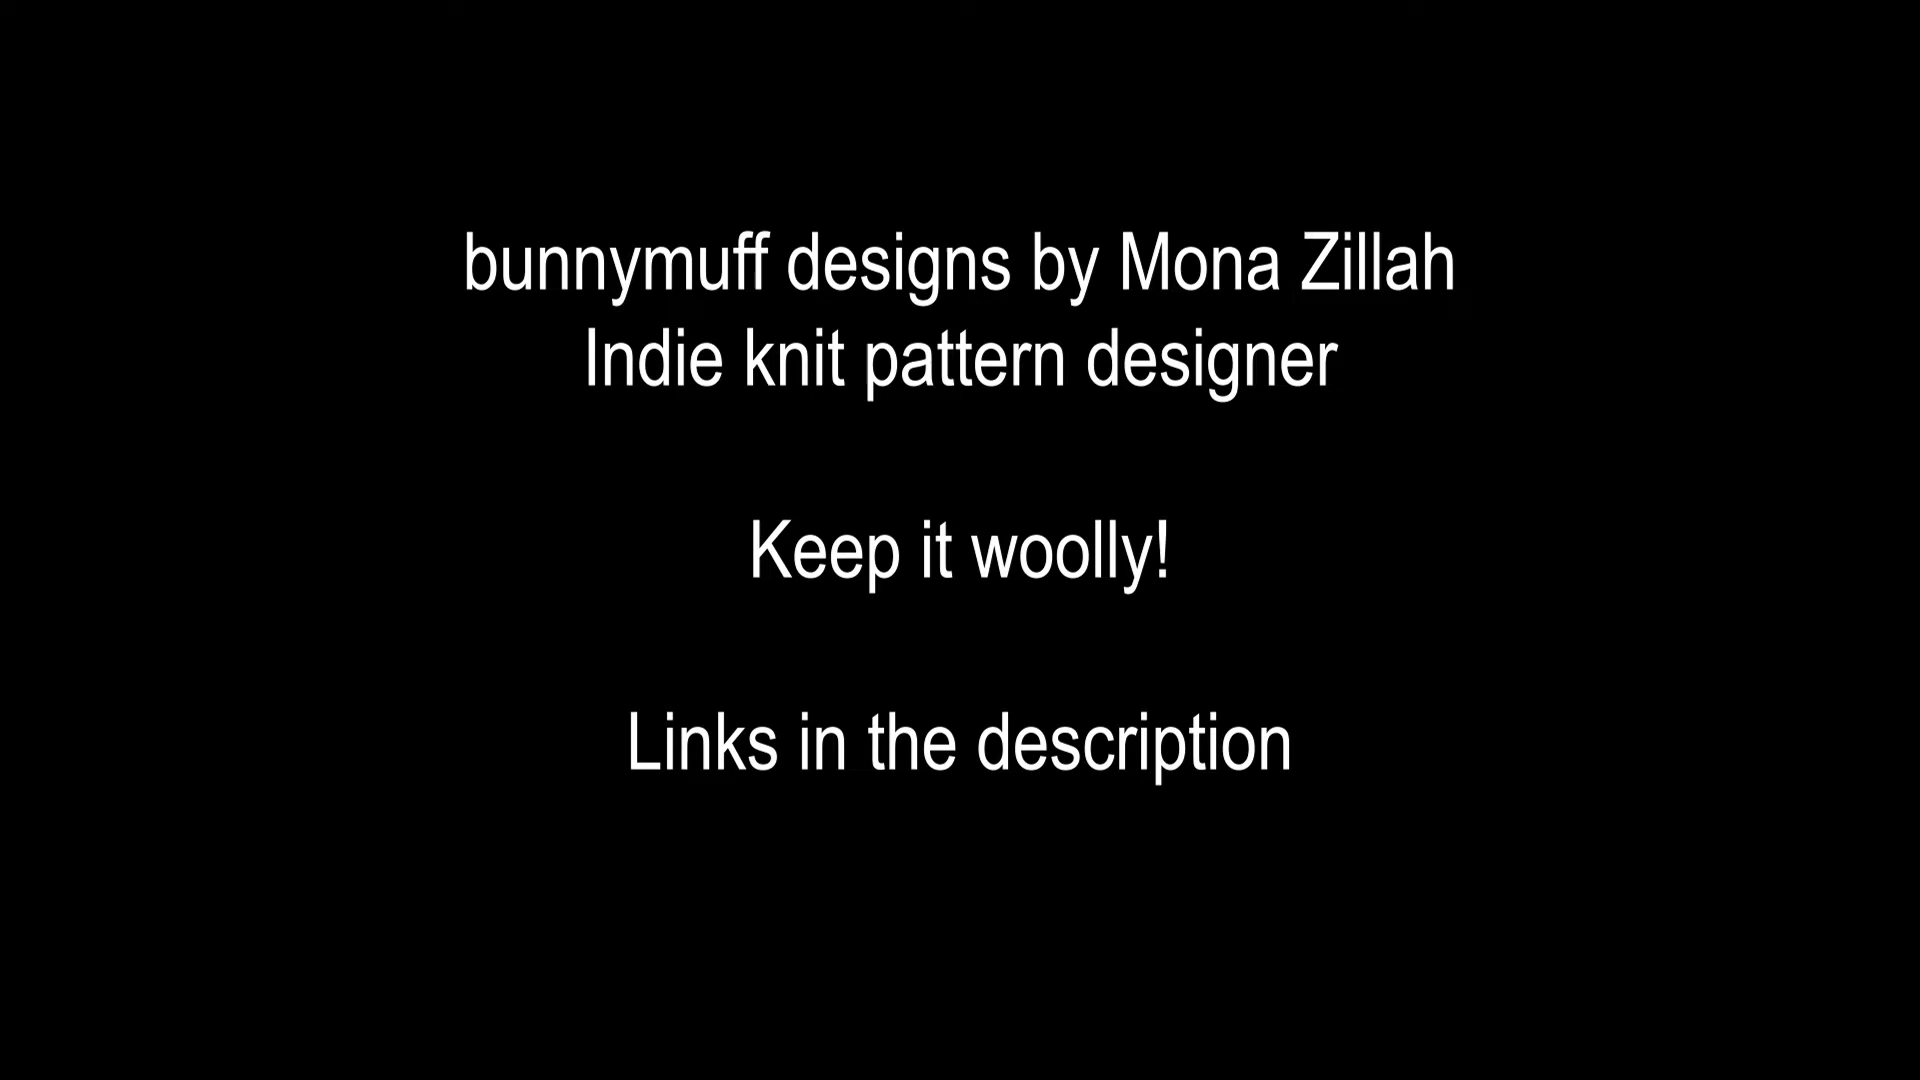 bunnymuff designs by Mona Zillah
Indie knit pattern designer
Keep it woolly!
Links in the description